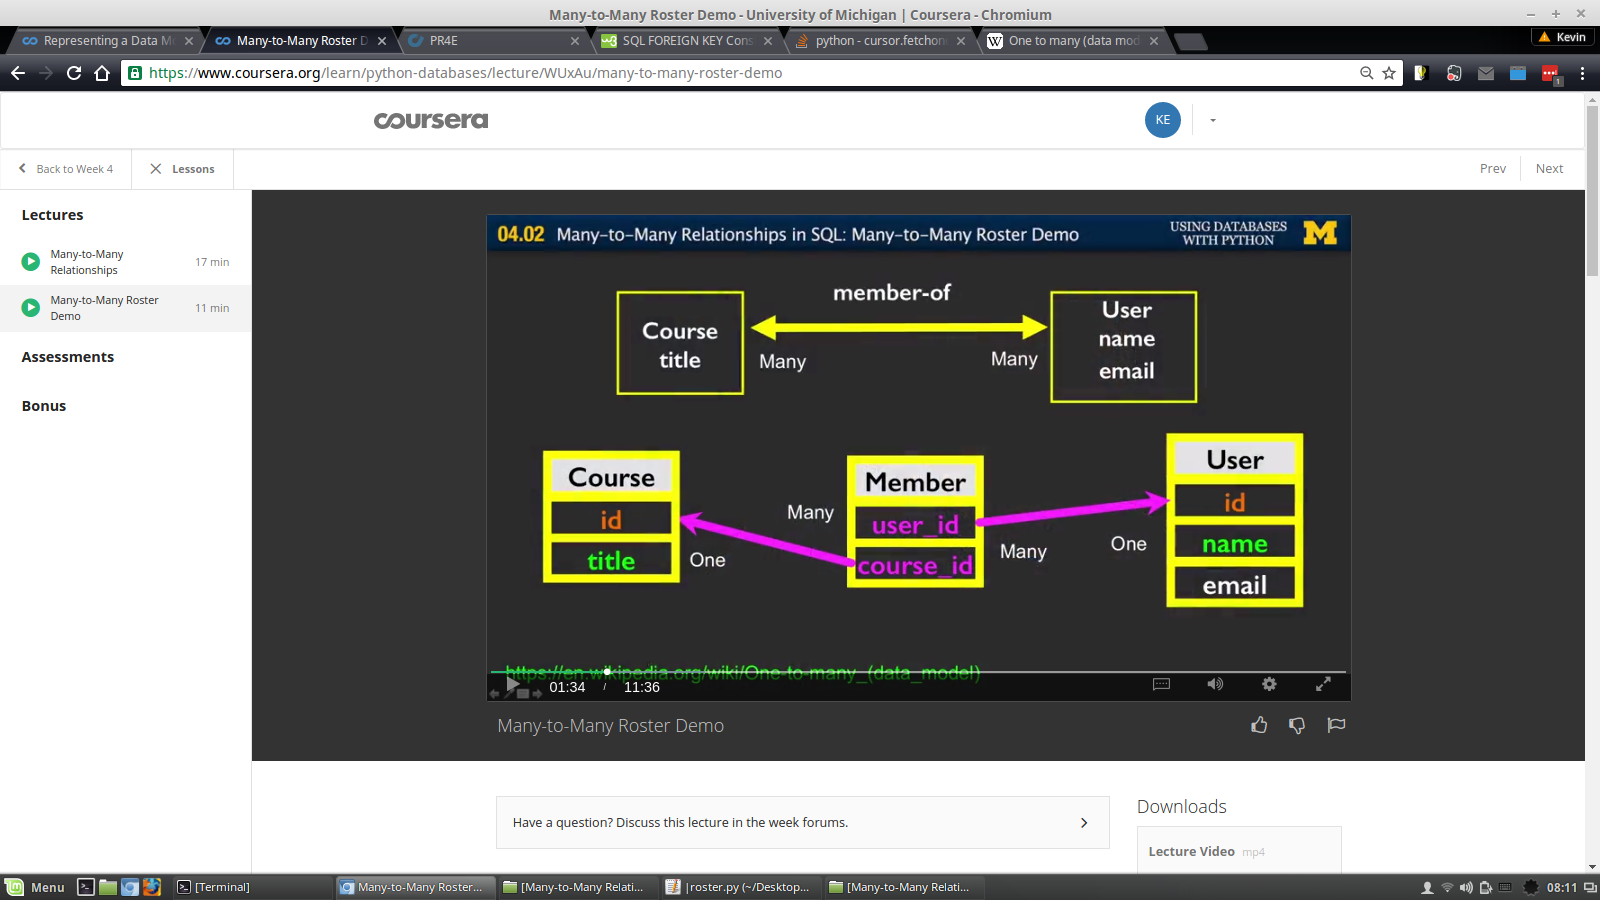 Many-to-Many Roster Demo - University of Michigan | Coursera - Chromium
Representing a Data Mo
Many-to-Many Roster D
PR4E
SQL FOREIGN KEY Cons
python - cursor.fetchon
One to many (data mod
Kevin
https://www.coursera.org/learn/python-databases/lecture/WUxAu/many-to-many-roster-demo
1
coursera
KE
Back to Week 4
Lessons
Prev
Next
Lectures
Many-to-Many
Relationships
17 min
Many-to-Many Roster
Demo
11 min
Assessments
Bonus
04.02 Many-to-Many Relationships in SQL: Many-to-Many Roster Demo
USING DATABASES
WITH PYTHON
M
member-of
Course
title
Many
Many
User
name
email
Course
id
title
One
Many
Member
user_id
course_id
Many
One
User
id
name
email
https://en.wikipedia.org/wiki/One-to-many_(data_model)
01:34 / 11:36
Many-to-Many Roster Demo
Have a question? Discuss this lecture in the week forums.
Downloads
Lecture Video mp4
Menu
[Terminal]
Many-to-Many Roster...
[Many-to-Many Relati...
|roster.py (~/Desktop...
[Many-to-Many Relati...
08:11